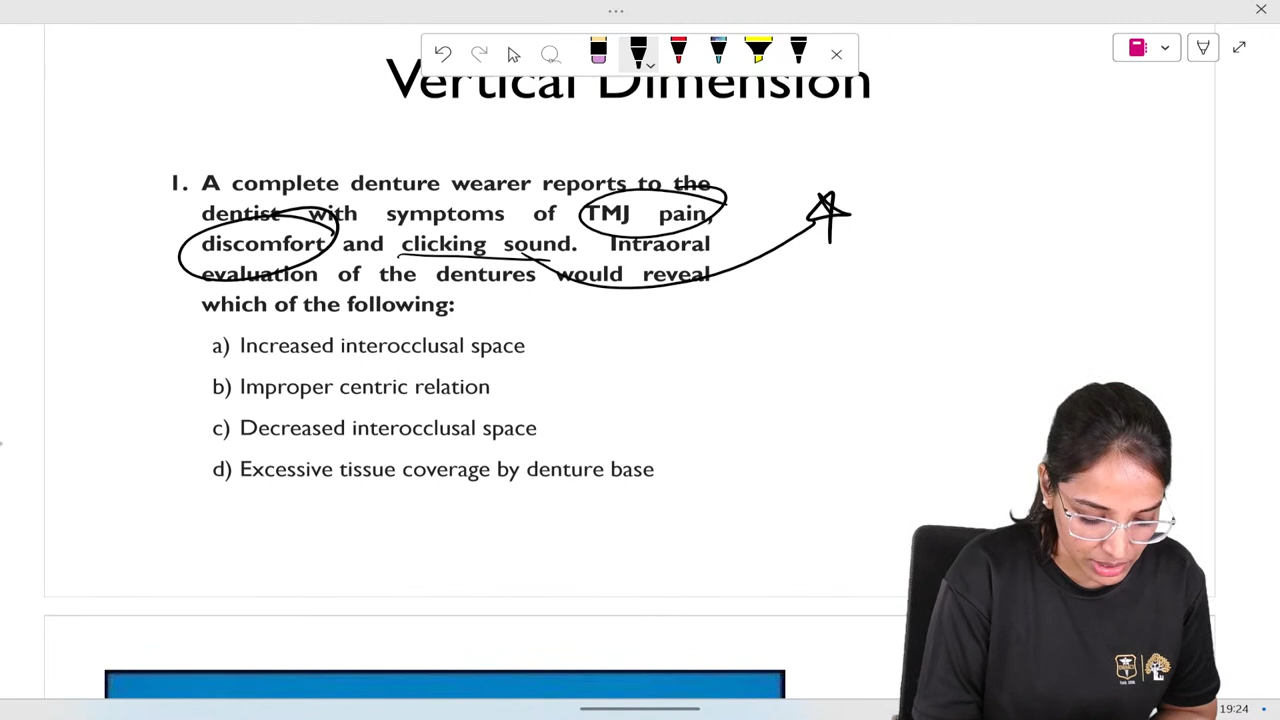 Vertical Dimension
1. A complete denture wearer reports to the
dentist with symptoms of TMJ pain,
discomfort and clicking sound. Intraoral
evaluation of the dentures would reveal
which of the following:
a) Increased interocclusal space
b) Improper centric relation
c) Decreased interocclusal space
d) Excessive tissue coverage by denture base
19:24